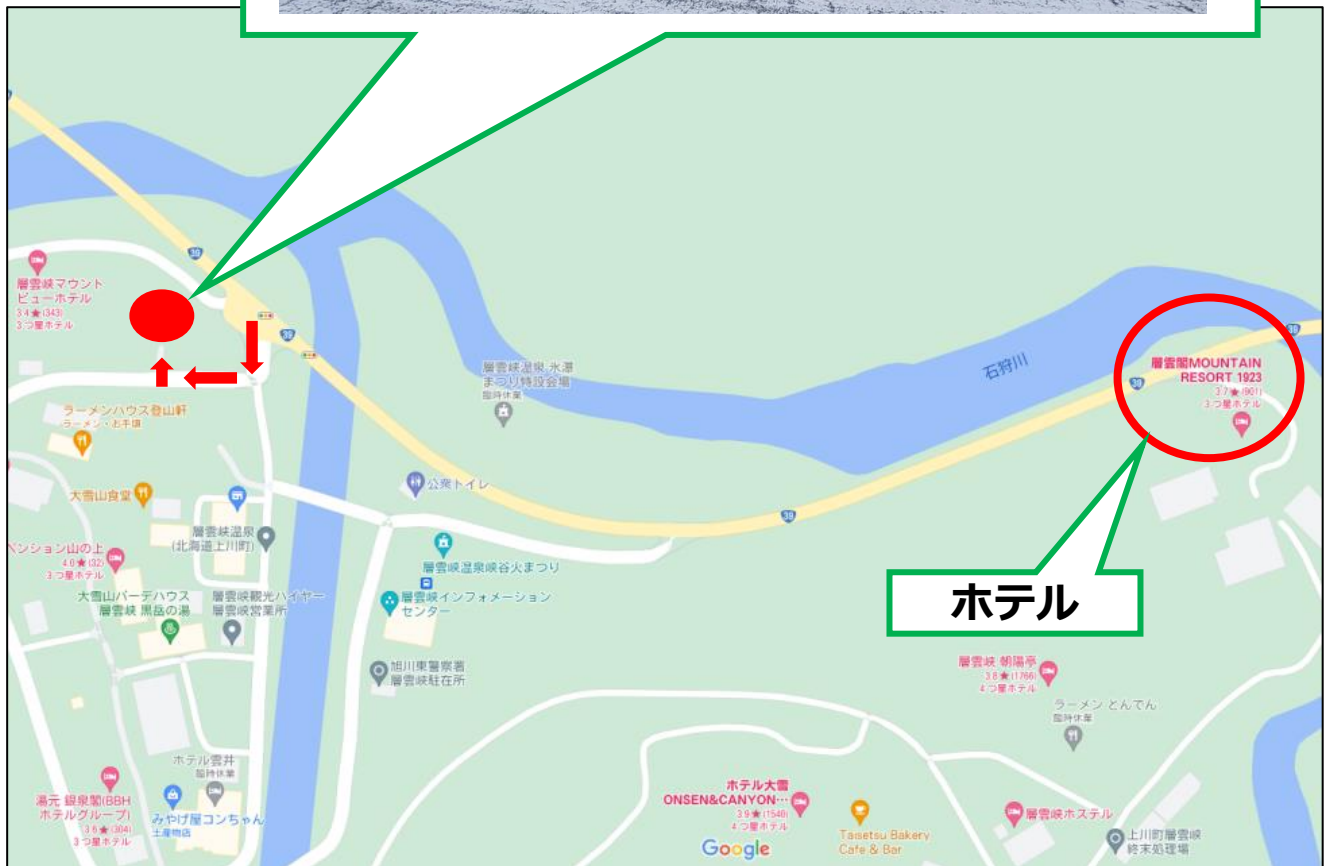 39
39
39
39
39
39
層雲峡マウント
ビューホテル
3.4★(343)
3つ星ホテル
石狩川
層雲閣MOUNTAIN
RESORT 1923
3.7★(901)
3つ星ホテル
層雲峡温泉 氷瀑
まつり特設会場
臨時休業
ラーメンハウス登山軒
ラーメン・お手頃
公衆トイレ
大雪山食堂
層雲峡温泉
(北海道上川町)
層雲峡温泉峡谷火まつり
ペンション山の上
4.6★(32)
3つ星ホテル
大雪山バーデハウス
層雲峡 黒岳の湯
層雲峡観光ハイヤー
層雲峡営業所
層雲峡インフォメーション
センター
ホテル
旭川東警察署
層雲峡駐在所
層雲峡 朝陽亭
3.8★(1766)
4つ星ホテル
ラーメン とんでん
臨時休業
ホテル雲井
臨時休業
湯元 銀泉閣(BBH
ホテルグループ)
3.6★(304)
3つ星ホテル
みやげ屋コンちゃん
土産物店
ホテル大雪
ONSEN&CANYON…
3.9★(1546)
4つ星ホテル
Taisetsu Bakery
Cafe & Bar
層雲峡ホステル
上川町層雲峡
終末処理場
Google